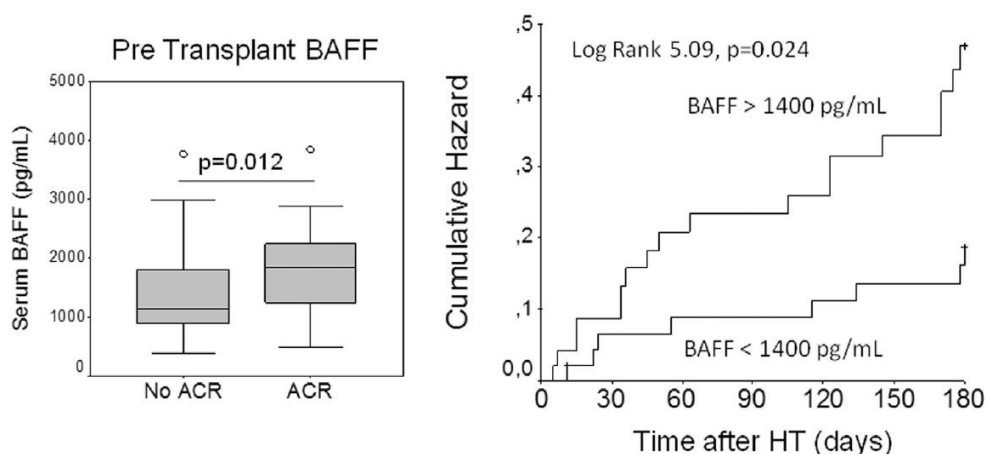 Pre Transplant BAFF
Serum BAFF (pg/mL)
5000
4000
3000
2000
1000
0
p=0.012
No ACR
ACR
Cumulative Hazard
,5
,4
,3
,2
,1
0,0
Log Rank 5.09, p=0.024
BAFF > 1400 pg/mL
BAFF < 1400 pg/mL
0
30
60
90
120
150
180
Time after HT (days)